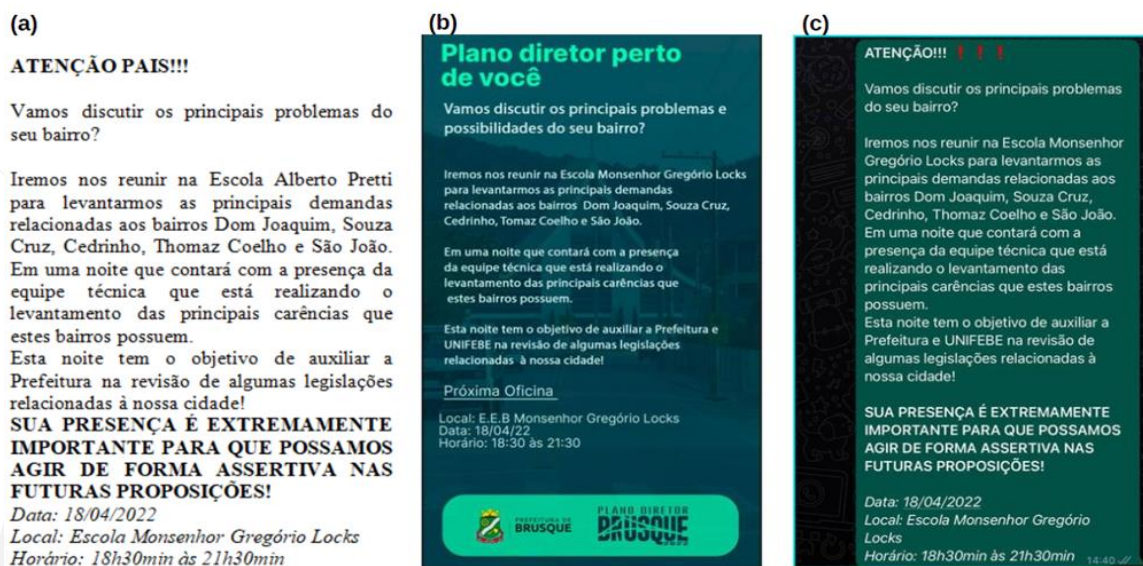 (a)
ATENÇÃO PAIS!!!
Vamos discutir os principais problemas do
seu bairro?
Iremos nos reunir na Escola Alberto Pretti
para levantarmos as principais demandas
relacionadas aos bairros Dom Joaquim, Souza
Cruz, Cedrinho, Thomaz Coelho e São João.
Em uma noite que contará com a presença da
equipe técnica que está realizando o
levantamento das principais carências que
estes bairros possuem.
Esta noite tem o objetivo de auxiliar a
Prefeitura na revisão de algumas legislações
relacionadas à nossa cidade!
SUA PRESENÇA É EXTREMAMENTE
IMPORTANTE PARA QUE POSSAMOS
AGIR DE FORMA ASSERTIVA NAS
FUTURAS PROPOSIÇÕES!
Data: 18/04/2022
Local: Escola Monsenhor Gregório Locks
Horário: 18h30min às 21h30min
(b)
Plano diretor perto
de você
Vamos discutir os principais problemas e
possibilidades do seu bairro?
Iremos nos reunir na Escola Monsenhor Gregório Locks
para levantarmos as principais demandas
relacionadas aos bairros Dom Joaquim, Souza Cruz,
Cedrinho, Tomaz Coelho e São João.
Em uma noite que contará com a presença
da equipe técnica que está realizando o
levantamento das principais carências que
estes bairros possuem.
Esta noite tem o objetivo de auxiliar a Prefeitura e
UNIFEBE na revisão de algumas legislações
relacionadas à nossa cidade!
Próxima Oficina
Local: E.E.B Monsenhor Gregório Locks
Data: 18/04/22
Horário: 18:30 às 21:30
PREFEITURA DE
BRUSQUE
PLANO DIRETOR
BRUSQUE
2022
(c)
ATENÇÃO!!! ❗❗❗
Vamos discutir os principais problemas
do seu bairro?
Iremos nos reunir na Escola Monsenhor
Gregório Locks para levantarmos as
principais demandas relacionadas aos
bairros Dom Joaquim, Souza Cruz,
Cedrinho, Thomaz Coelho e São João.
Em uma noite que contará com a
presença da equipe técnica que está
realizando o levantamento das
principais carências que estes bairros
possuem.
Esta noite tem o objetivo de auxiliar a
Prefeitura e UNIFEBE na revisão de
algumas legislações relacionadas à
nossa cidade!
SUA PRESENÇA É EXTREMAMENTE
IMPORTANTE PARA QUE POSSAMOS
AGIR DE FORMA ASSERTIVA NAS
FUTURAS PROPOSIÇÕES!
Data: 18/04/2022
Local: Escola Monsenhor Gregório
Locks
Horário: 18h30min às 21h30min 14:40